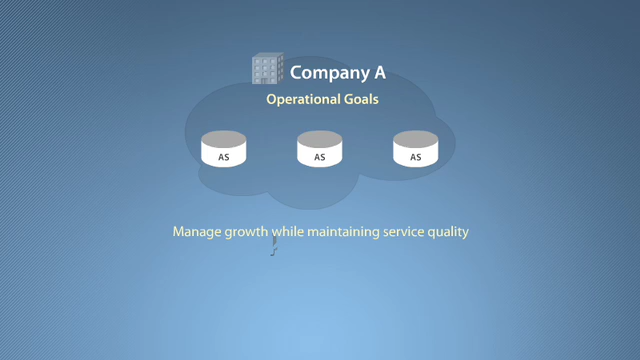 Company A
Operational Goals
AS AS AS
Manage growth while maintaining service quality